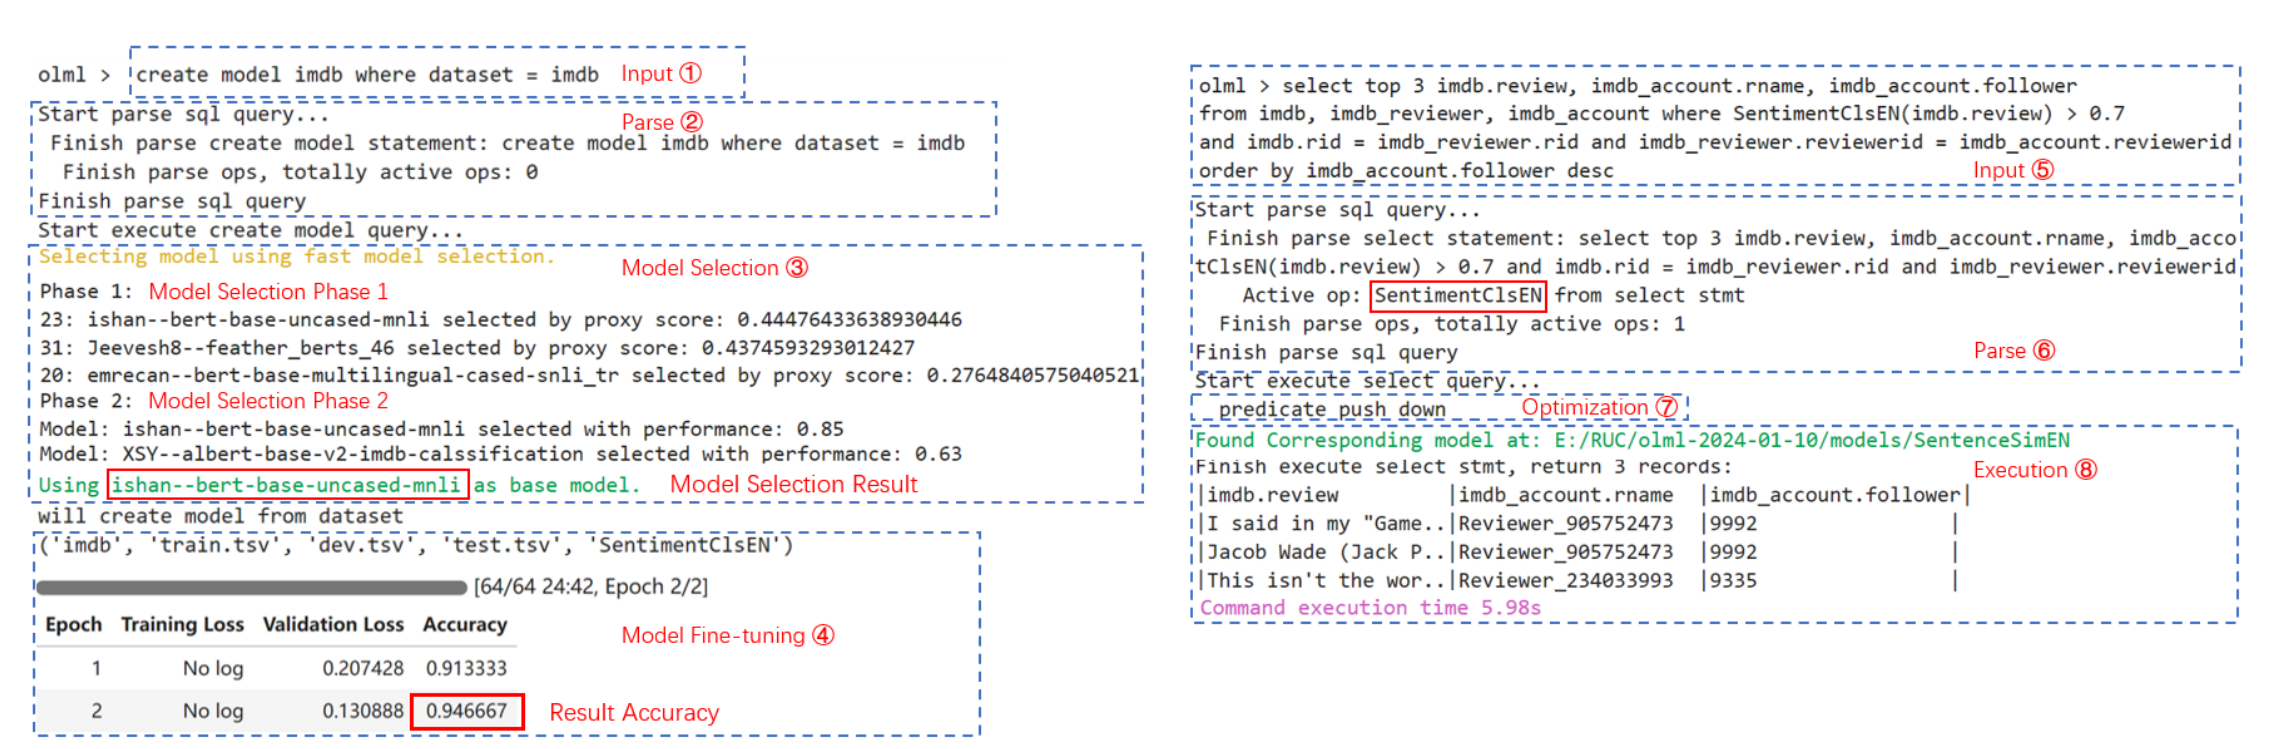 olml > create model imdb where dataset = imdb Input ①
Start parse sql query...
Parse ②
Finish parse create model statement: create model imdb where dataset = imdb
Finish parse ops, totally active ops: 0
Finish parse sql query
Start execute create model query...
Selecting model using fast model selection.
Model Selection ③
Phase 1: Model Selection Phase 1
23: ishan--bert-base-uncased-mnli selected by proxy score: 0.44476433638930446
31: Jeevesh8--feather_berts_46 selected by proxy score: 0.4374593293012427
20: emrecan--bert-base-multilingual-cased-snli_tr selected by proxy score: 0.2764840575040521
Phase 2: Model Selection Phase 2
Model: ishan--bert-base-uncased-mnli selected with performance: 0.85
Model: XSY--albert-base-v2-imdb-calssification selected with performance: 0.63
Using ishan--bert-base-uncased-mnli as base model. Model Selection Result
will create model from dataset
('imdb', 'train.tsv', 'dev.tsv', 'test.tsv', 'SentimentClsEN')
[64/64 24:42, Epoch 2/2]
Epoch Training Loss Validation Loss Accuracy
Model Fine-tuning ④
1 No log 0.207428 0.913333
2 No log 0.130888 0.946667 Result Accuracy
olml > select top 3 imdb.review, imdb_account.rname, imdb_account.follower
from imdb, imdb_reviewer, imdb_account where SentimentClsEN(imdb.review) > 0.7
and imdb.rid = imdb_reviewer.rid and imdb_reviewer.reviewerid = imdb_account.reviewerid
order by imdb_account.follower desc Input ⑤
Start parse sql query...
Finish parse select statement: select top 3 imdb.review, imdb_account.rname, imdb_acco
tClsEN(imdb.review) > 0.7 and imdb.rid = imdb_reviewer.rid and imdb_reviewer.reviewerid
Active op: SentimentClsEN from select stmt
Finish parse ops, totally active ops: 1
Finish parse sql query Parse ⑥
Start execute select query...
predicate push down Optimization ⑦
Found Corresponding model at: E:/RUC/olml-2024-01-10/models/SentenceSimEN
Finish execute select stmt, return 3 records: Execution ⑧
|imdb.review |imdb_account.rname |imdb_account.follower|
|I said in my "Game..|Reviewer_905752473 |9992 |
|Jacob Wade (Jack P..|Reviewer_905752473 |9992 |
|This isn't the wor..|Reviewer_234033993 |9335 |
Command execution time 5.98s